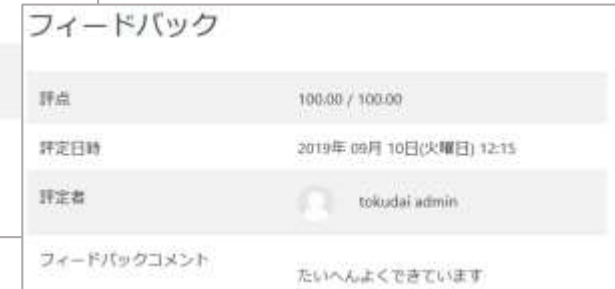 フィードバック
評点 100.00 / 100.00
評定日時 2019年 09月 10日(火曜日) 12:15
評定者 tokudai admin
フィードバックコメント
たいへんよくできています